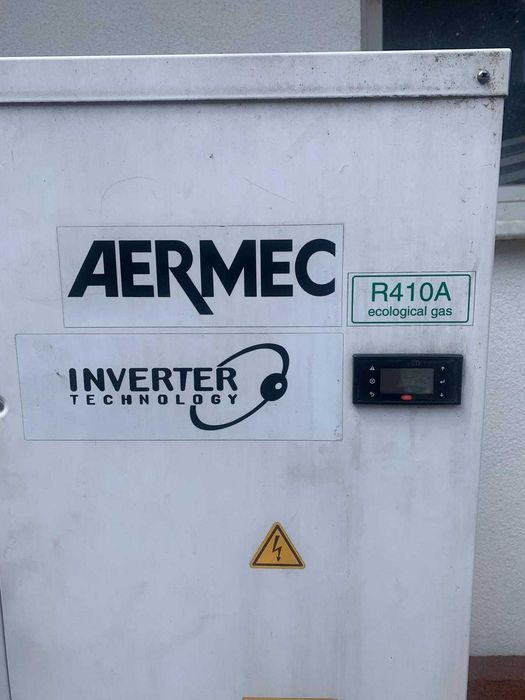 AERMEC
R410A
ecological gas
INVERTER
TECHNOLOGY